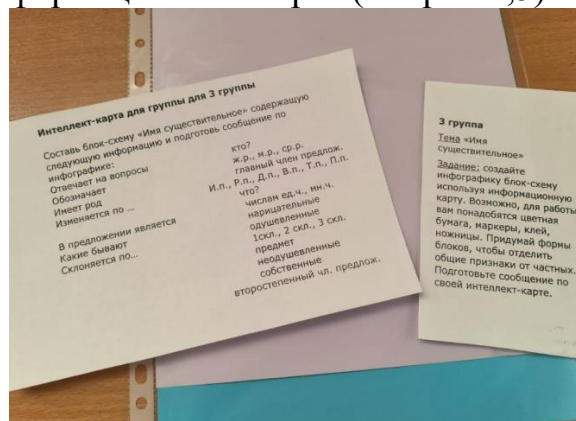 Интеллект-карта для группы для 3 группы
Составь блок-схему «Имя существительное» содержащую
следующую информацию и подготовь сообщение по
инфографике:
Отвечает на вопросы
Обозначает
Имеет род
Изменяется по ...
В предложении является
Какие бывают
Склоняется по...
кто?
ж.р., м.р., ср.р.
главный член предлож.
И.п., Р.п., Д.п., В.п., Т.п., П.п.
что?
числам ед.ч., мн.ч.
нарицательные
одушевленные
1скл., 2 скл., 3 скл.
предмет
неодушевленные
собственные
второстепенный чл. предлож.
3 группа
Тема «Имя
существительное»
Задание: создайте
инфографику блок-схему
используя информационную
карту. Возможно, для работы
вам понадобятся цветная
бумага, маркеры, клей,
ножницы. Придумай формы
блоков, чтобы отделить
общие признаки от частных.
Подготовьте сообщение по
своей интеллект-карте.